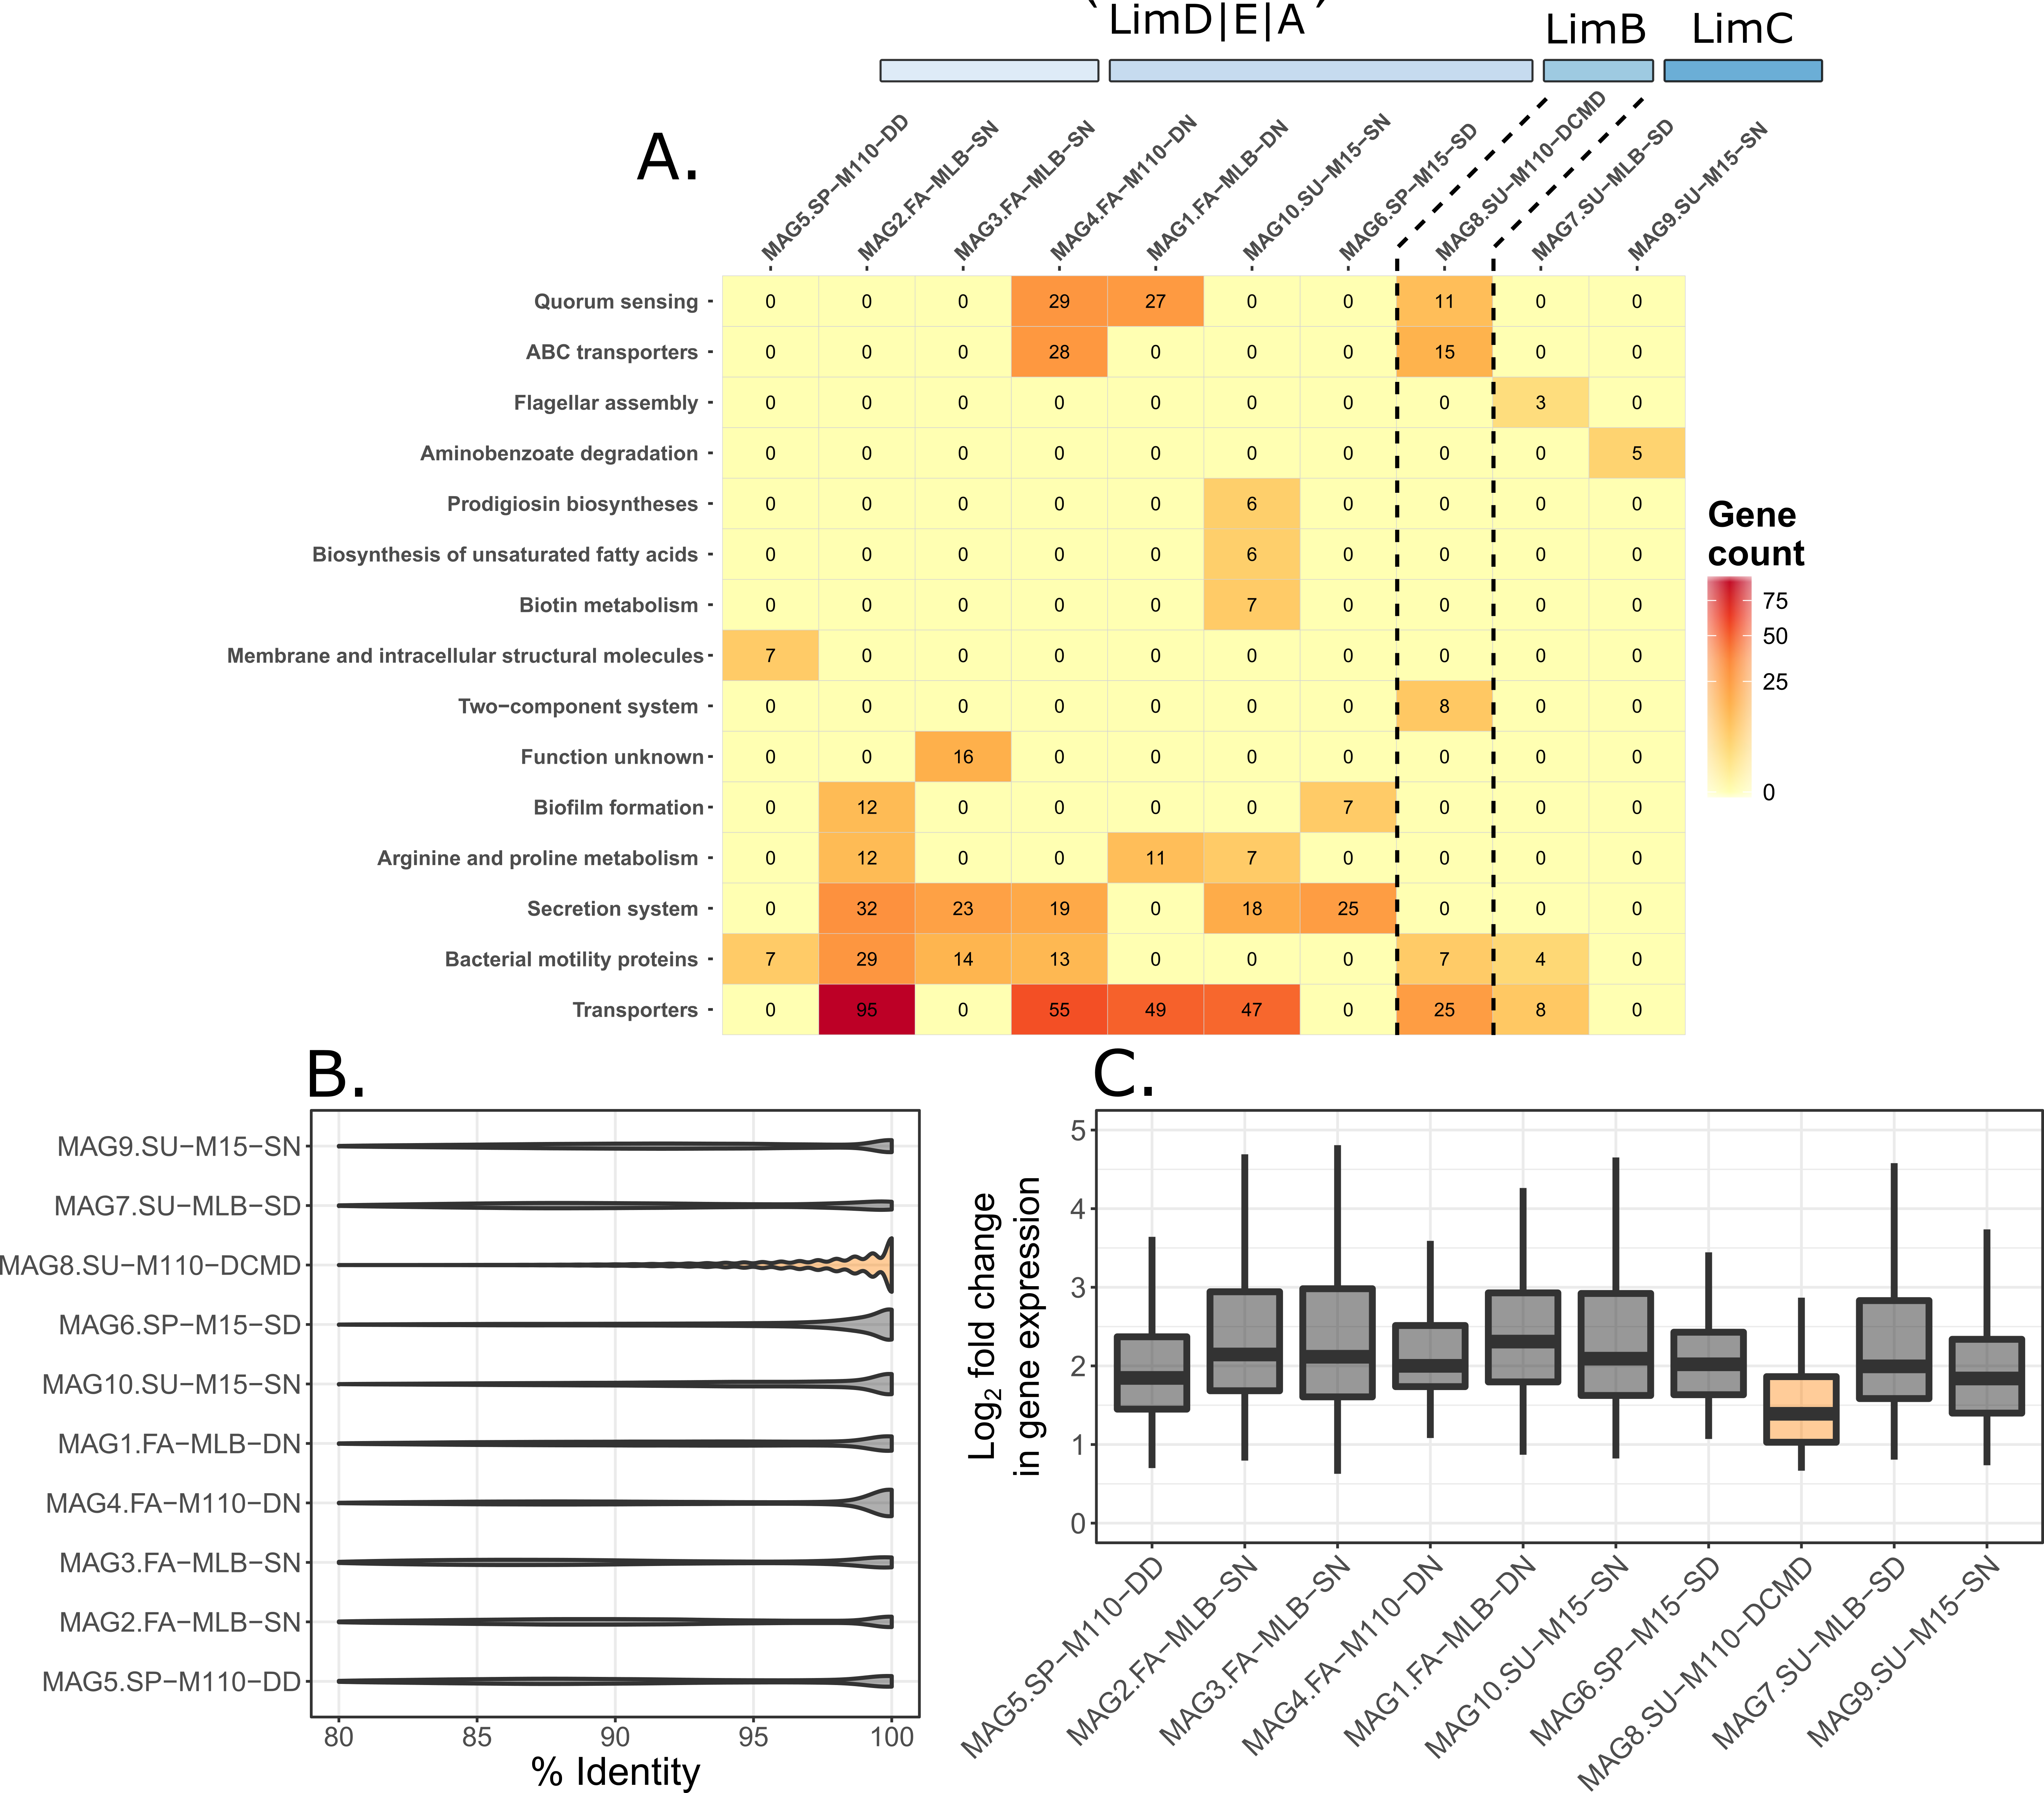 LimD|E|A
LimB
LimC
A.
MAG5.SP−M110−DD
MAG2.FA−MLB−SN
MAG3.FA−MLB−SN
MAG4.FA−M110−DN
MAG1.FA−MLB−DN
MAG10.SU−M15−SN
MAG6.SP−M15−SD
MAG8.SU−M110−DCMD
MAG7.SU−MLB−SD
MAG9.SU−M15−SN
Quorum sensing 0 0 0 29 27 0 0 11 0 0
ABC transporters 0 0 0 28 0 0 0 15 0 0
Flagellar assembly 0 0 0 0 0 0 0 0 3 0
Aminobenzoate degradation 0 0 0 0 0 0 0 0 0 5
Prodigiosin biosyntheses 0 0 0 0 0 6 0 0 0 0
Biosynthesis of unsaturated fatty acids 0 0 0 0 0 6 0 0 0 0
Biotin metabolism 0 0 0 0 0 7 0 0 0 0
Membrane and intracellular structural molecules 7 0 0 0 0 0 0 0 0 0
Two−component system 0 0 0 0 0 0 0 8 0 0
Function unknown 0 0 16 0 0 0 0 0 0 0
Biofilm formation 0 12 0 0 0 0 7 0 0 0
Arginine and proline metabolism 0 12 0 0 11 7 0 0 0 0
Secretion system 0 32 23 19 0 18 25 0 0 0
Bacterial motility proteins 7 29 14 13 0 0 0 7 4 0
Transporters 0 95 0 55 49 47 0 25 8 0
Gene
count
75
50
25
0
B.
MAG9.SU−M15−SN
MAG7.SU−MLB−SD
MAG8.SU−M110−DCMD
MAG6.SP−M15−SD
MAG10.SU−M15−SN
MAG1.FA−MLB−DN
MAG4.FA−M110−DN
MAG3.FA−MLB−SN
MAG2.FA−MLB−SN
MAG5.SP−M110−DD
80 85 90 95 100
% Identity
C.
Log₂ fold change
in gene expression
5
4
3
2
1
0
MAG5.SP−M110−DD
MAG2.FA−MLB−SN
MAG3.FA−MLB−SN
MAG4.FA−M110−DN
MAG1.FA−MLB−DN
MAG10.SU−M15−SN
MAG6.SP−M15−SD
MAG8.SU−M110−DCMD
MAG7.SU−MLB−SD
MAG9.SU−M15−SN